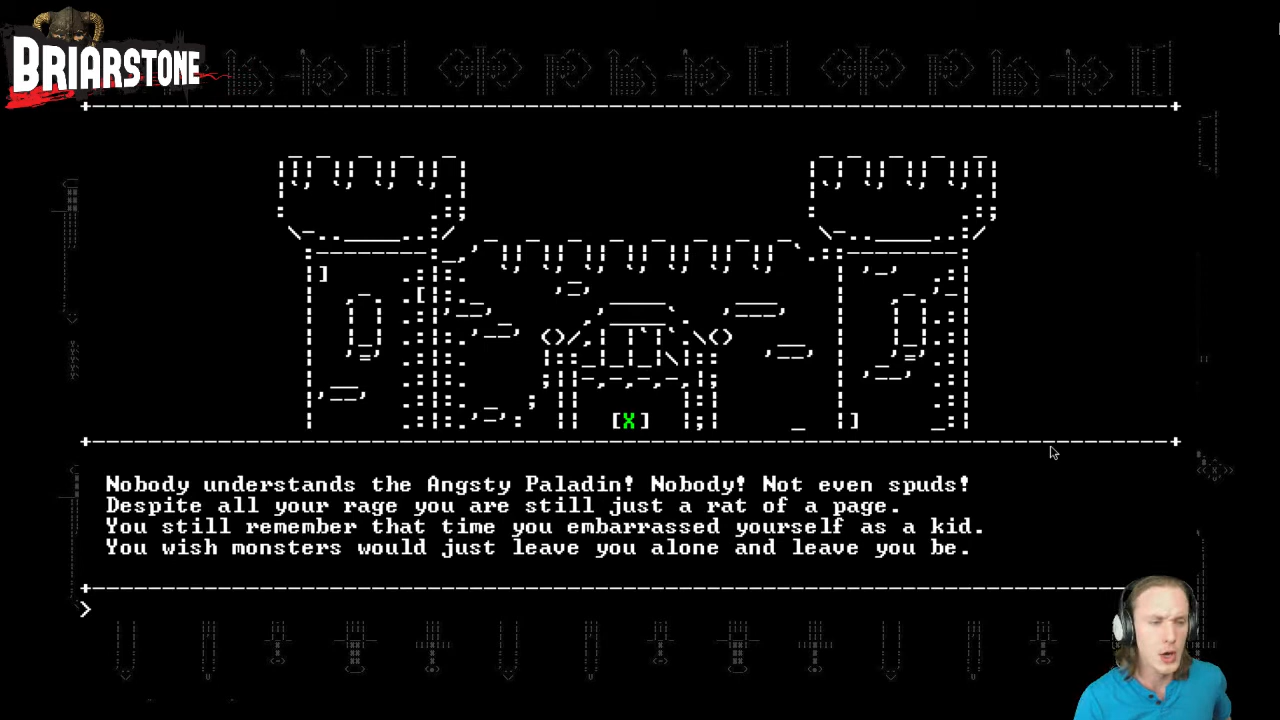 BRIARSTONE
[X]
Nobody understands the Angsty Paladin! Nobody! Not even spuds!
Despite all your rage you are still just a rat of a page.
You still remember that time you embarrassed yourself as a kid.
You wish monsters would just leave you alone and leave you be.
>